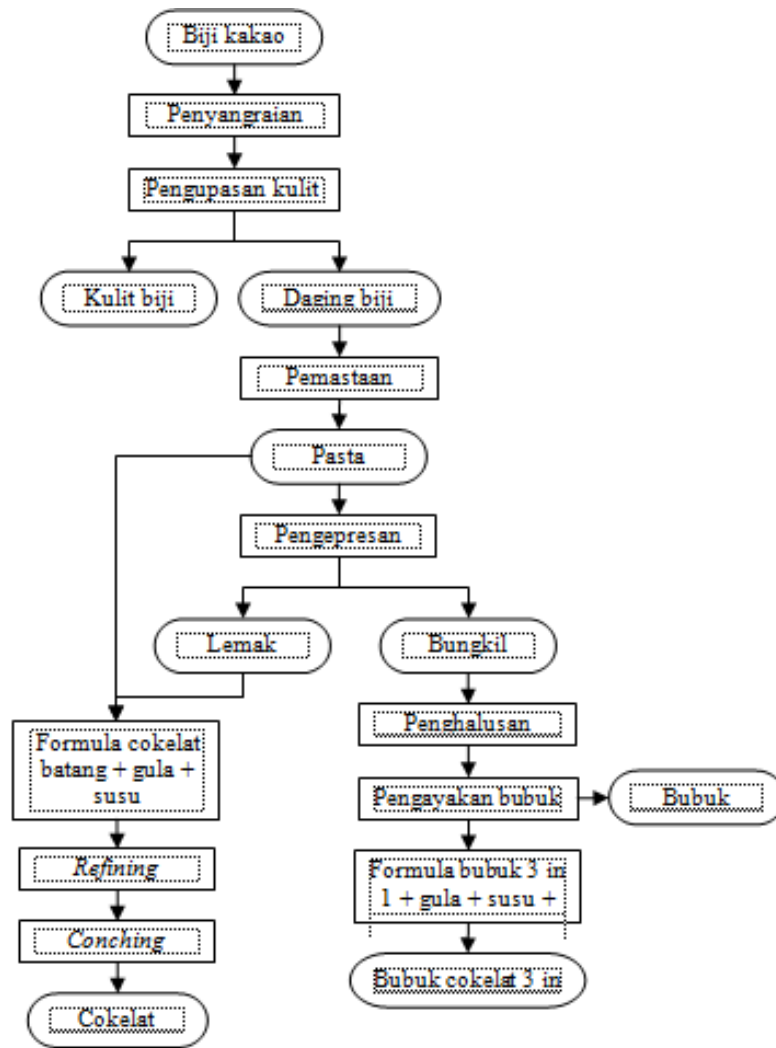 Biji kakao
Penyangraian
Pengupasan kulit
Kulit biji
Daging biji
Pemastaan
Pasta
Pengepresan
Lemak
Bungkil
Penghalusan
Formula cokelat
batang + gula +
susu
Pengayakan bubuk
Bubuk
Refining
Formula bubuk 3 in
1 + gula + susu +
Conching
Bubuk cokelat 3 in
Cokelat